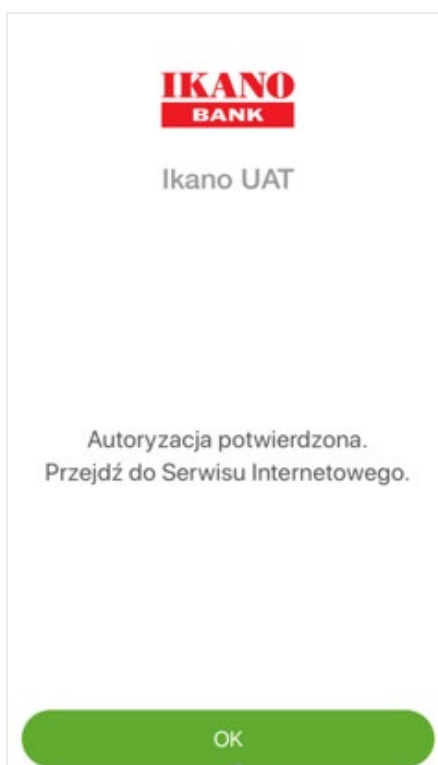 IKANO
BANK
Ikano UAT
Autoryzacja potwierdzona.
Przejdź do Serwisu Internetowego.
OK